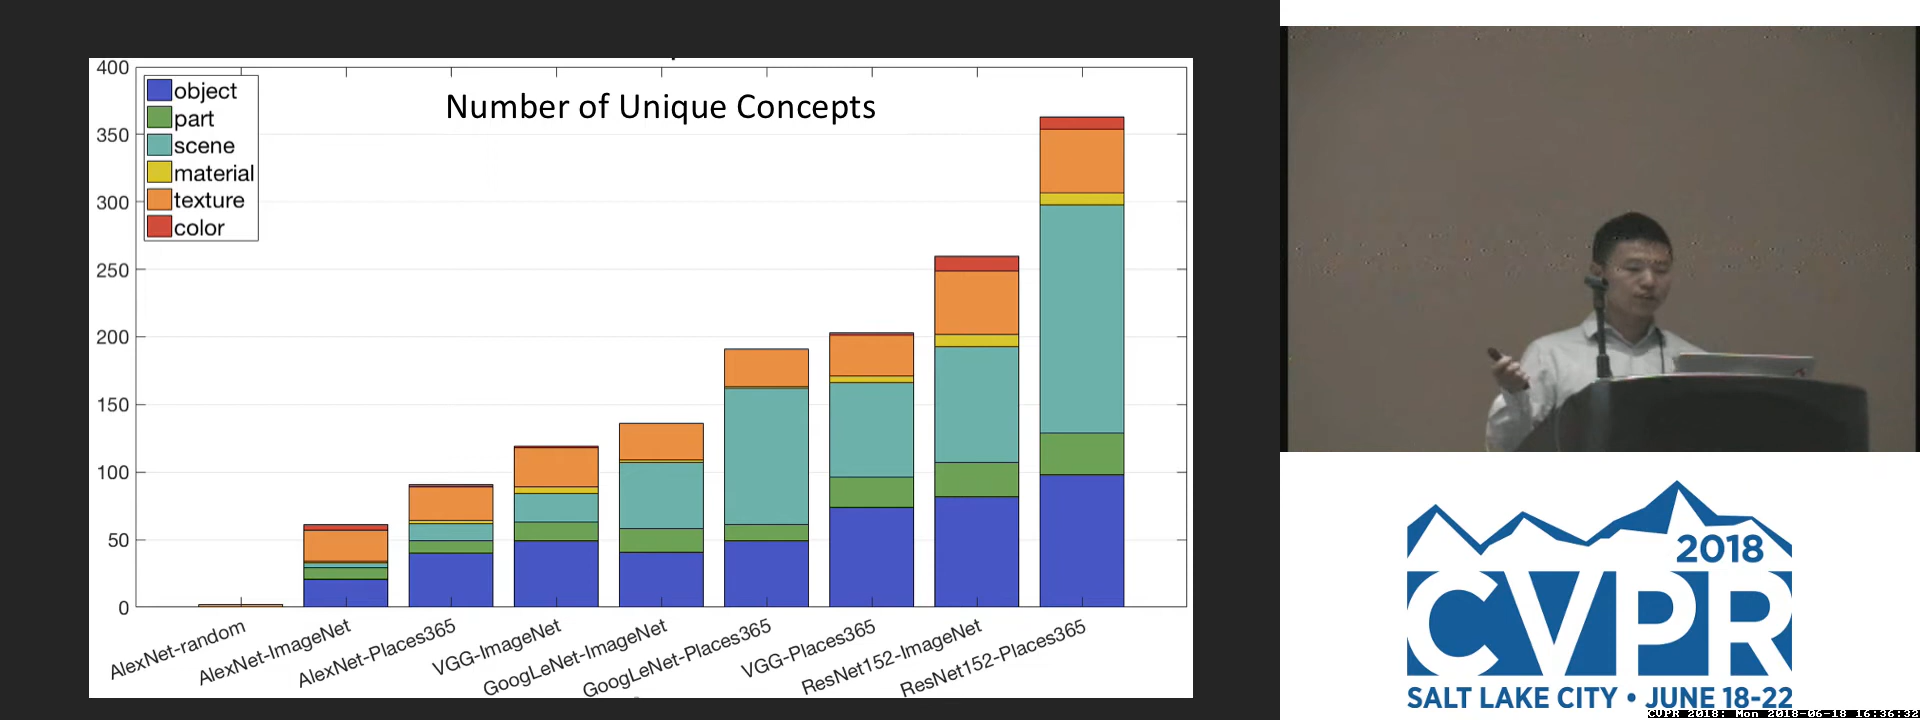 Number of Unique Concepts
400
350
300
250
200
150
100
50
0
object
part
scene
material
texture
color
AlexNet-random
AlexNet-ImageNet
AlexNet-Places365
VGG-ImageNet
GoogLeNet-ImageNet
GoogLeNet-Places365
VGG-Places365
ResNet152-ImageNet
ResNet152-Places365
2018
CVPR
SALT LAKE CITY • JUNE 18-22
CVPR 2018: Mon 2018-06-18 16:36:32